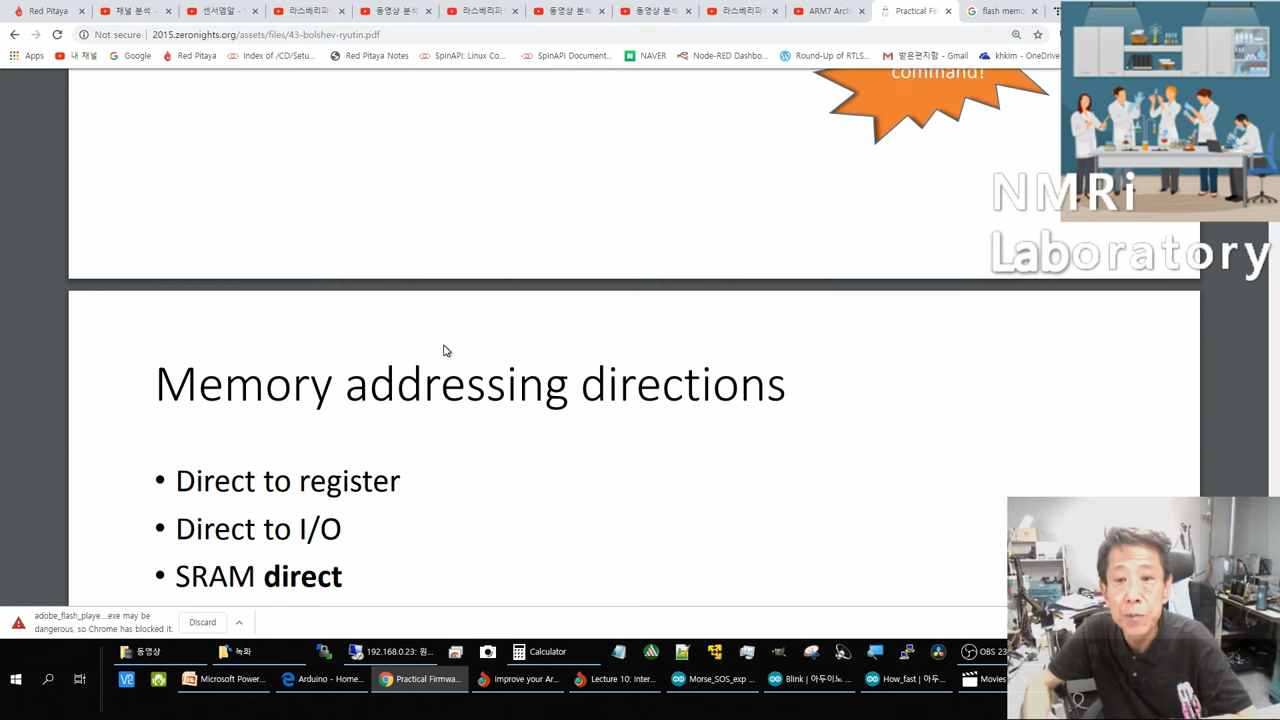 Red Pitaya
채널 분석 -
센서엠알 -
라스베리파
동영상 분석
라스베리파
동영상 분석
동영상 분석
라스베리파
ARM7 Archi
Practical Firm
flash memo
Not secure
2015.zeronights.org/assets/files/43-bolshev-ryutin.pdf
Apps
내 채널
Google
Red Pitaya
Index of /CD/Setu...
Red Pitaya Notes
SpinAPI: Linux Co...
SpinAPI Document...
NAVER
Node-RED Dashbo...
Round-Up of RTLS...
받은편지함 - Gmail
khkim - OneDrive
command!
NMRi
Laboratory
Memory addressing directions
• Direct to register
• Direct to I/O
• SRAM direct
adobe_flash_playe....exe may be
dangerous, so Chrome has blocked it.
Discard
동영상
녹화
192.168.0.23: 원...
Calculator
OBS 23
Microsoft Power...
Arduino - Home...
Practical Firmwa...
Improve your Ar...
Lecture 10: Inter...
Morse_SOS_exp ...
Blink | 아두이노 ...
How_fast | 아두...
Movies